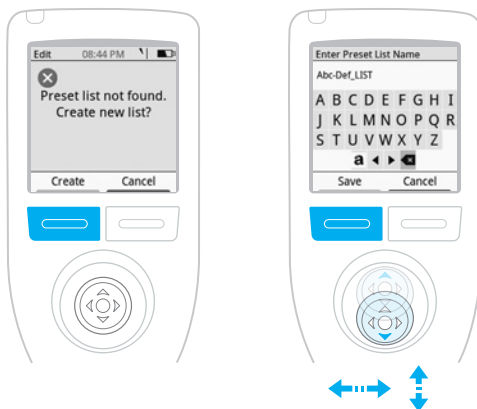 Edit 08:44 PM
Preset list not found.
Create new list?
Create Cancel
Enter Preset List Name
Abc-Def_LIST
A B C D E F G H I
J K L M N O P Q R
S T U V W X Y Z
a
Save Cancel